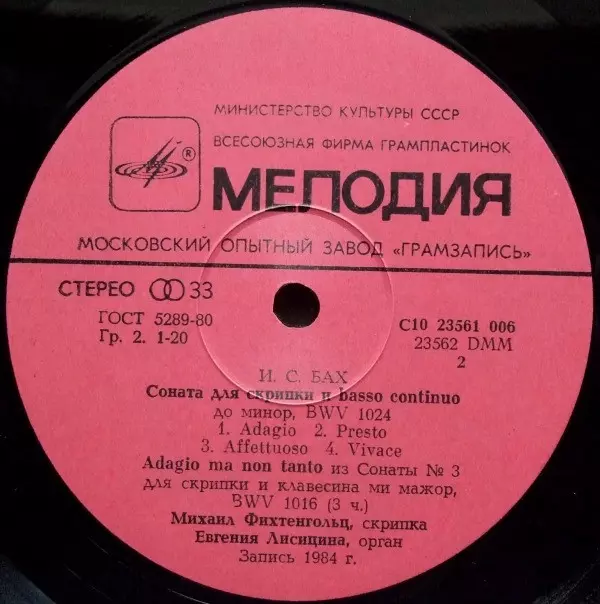 МИНИСТЕРСТВО КУЛЬТУРЫ СССР
ВСЕСОЮЗНАЯ ФИРМА ГРАМПЛАСТИНОК
®
МЕЛОДИЯ
МОСКОВСКИЙ ОПЫТНЫЙ ЗАВОД «ГРАМЗАПИСЬ»
СТЕРЕО 33
ГОСТ 5289-80
Гр. 2. 1-20
С10 23561 006
23562 DMM
2
И. С. БАХ
Соната для скрипки и basso continuo
до минор, BWV 1024
1. Adagio 2. Presto
3. Affettuoso 4. Vivace
Adagio ma non tanto из Сонаты № 3
для скрипки и клавесина ми мажор,
BWV 1016 (3 ч.)
Михаил Фихтенгольц, скрипка
Евгения Лисицина, орган
Запись 1984 г.